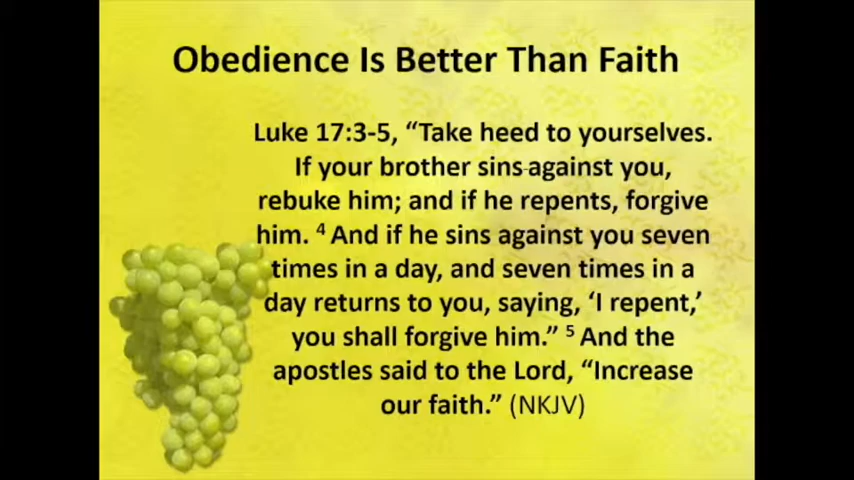 Obedience Is Better Than Faith
Luke 17:3-5, “Take heed to yourselves.
If your brother sins against you,
rebuke him; and if he repents, forgive
him. ⁴ And if he sins against you seven
times in a day, and seven times in a
day returns to you, saying, ‘I repent,’
you shall forgive him.” ⁵ And the
apostles said to the Lord, “Increase
our faith.” (NKJV)